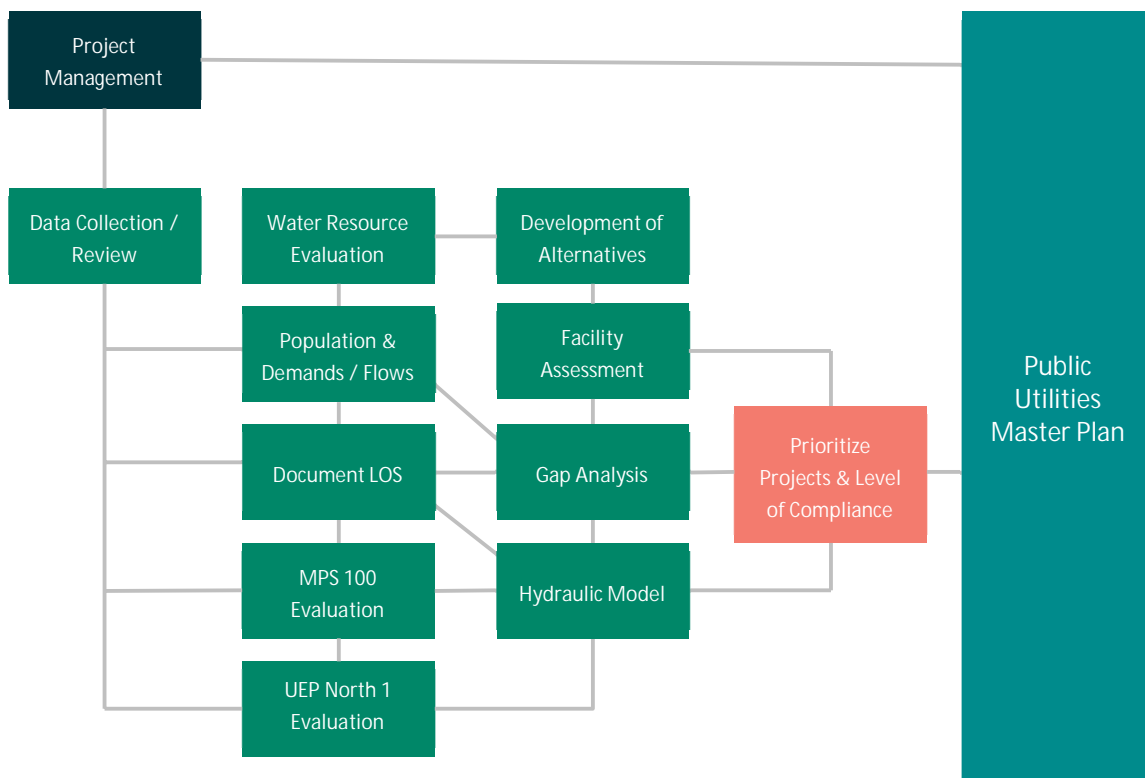 Project
Management
Data Collection /
Review
Water Resource
Evaluation
Development of
Alternatives
Population &
Demands / Flows
Facility
Assessment
Document LOS
Gap Analysis
Prioritize
Projects & Level
of Compliance
MPS 100
Evaluation
Hydraulic Model
UEP North 1
Evaluation
Public
Utilities
Master Plan